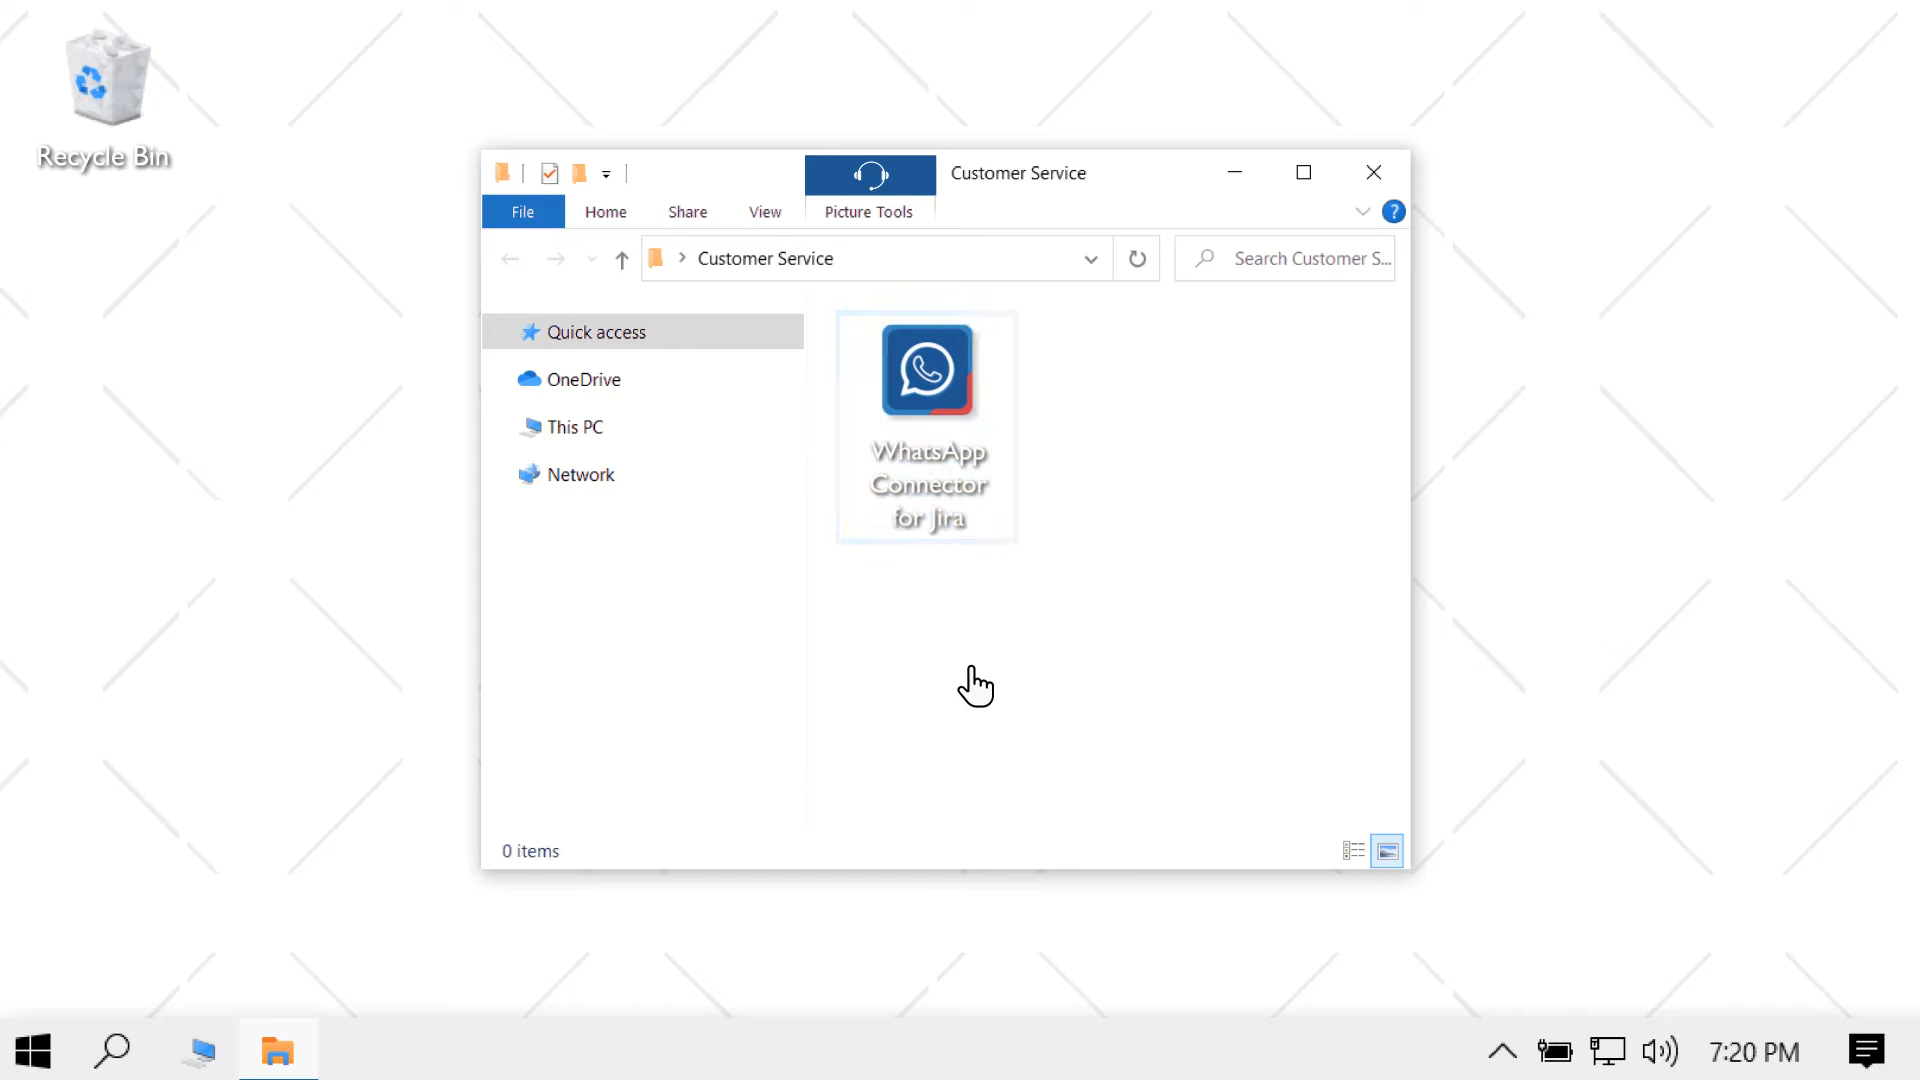 Recycle Bin
Customer Service
File
Home
Share
View
Picture Tools
?
Customer Service
Search Customer S...
Quick access
OneDrive
This PC
Network
WhatsApp
Connector
for Jira
0 items
7:20 PM